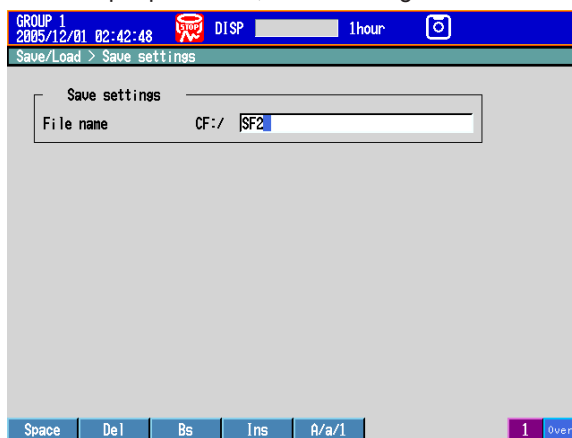 GROUP 1
2005/12/01 02:42:48 STOP DISP 1hour
Save/Load > Save settings
Save settings
File name CF:/ SF2
Space Del Bs Ins A/a/1 1 Over